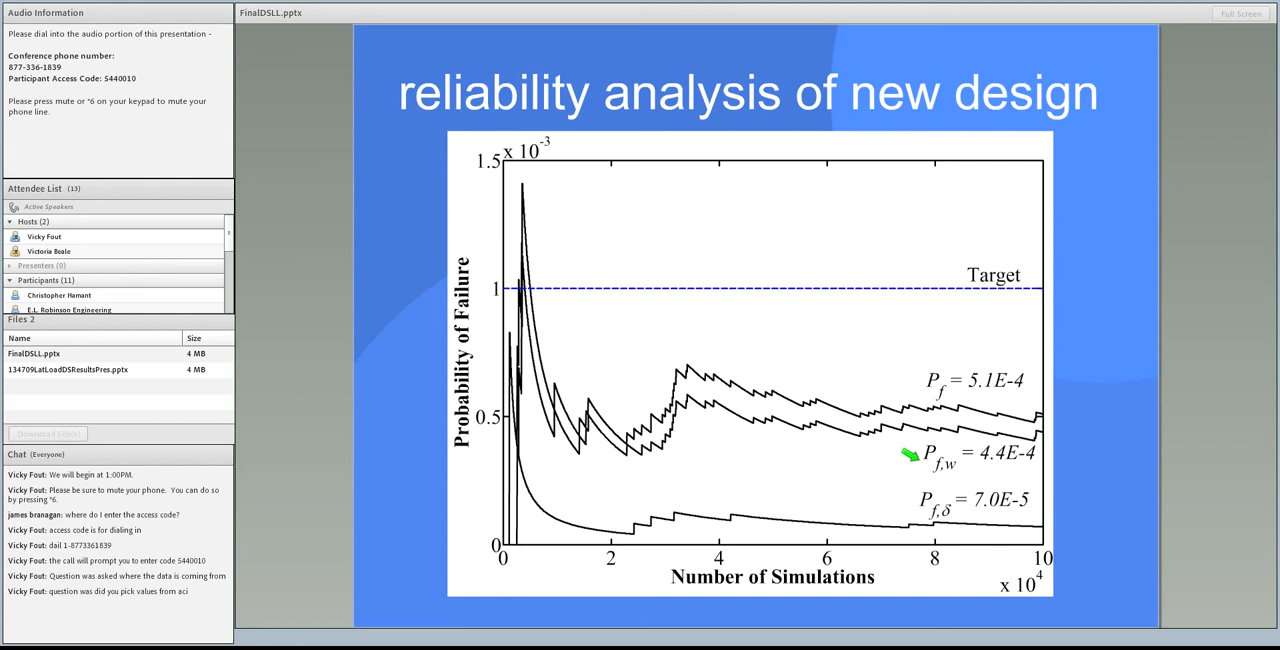 Audio Information
Please dial into the audio portion of this presentation -
Conference phone number:
877-336-1839
Participant Access Code: 5440010
Please press mute or *6 on your keypad to mute your
phone line.
Attendee List (13)
Active Speakers
Hosts (2)
Vicky Fout
Victoria Beale
Presenters (0)
Participants (11)
Christopher Hamant
E.L. Robinson Engineering
Files 2
Name Size
FinalDSLL.pptx 4 MB
134709LatLoadDSResultsPres.pptx 4 MB
Download File(s)
Chat (Everyone)
Vicky Fout: We will begin at 1:00PM.
Vicky Fout: Please be sure to mute your phone. You can do so
by pressing *6.
james branagan: where do I enter the access code?
Vicky Fout: access code is for dialing in
Vicky Fout: dail 1-8773361839
Vicky Fout: the call will prompt you to enter code 5440010
Vicky Fout: Question was asked where the data is coming from
Vicky Fout: question was did you pick values from aci
FinalDSLL.pptx
Full Screen
reliability analysis of new design
x 10-3
1.5
1
0.5
0
Probability of Failure
Target
Pf = 5.1E-4
Pf,w = 4.4E-4
Pf,δ = 7.0E-5
0 2 4 6 8 10
Number of Simulations
x 104